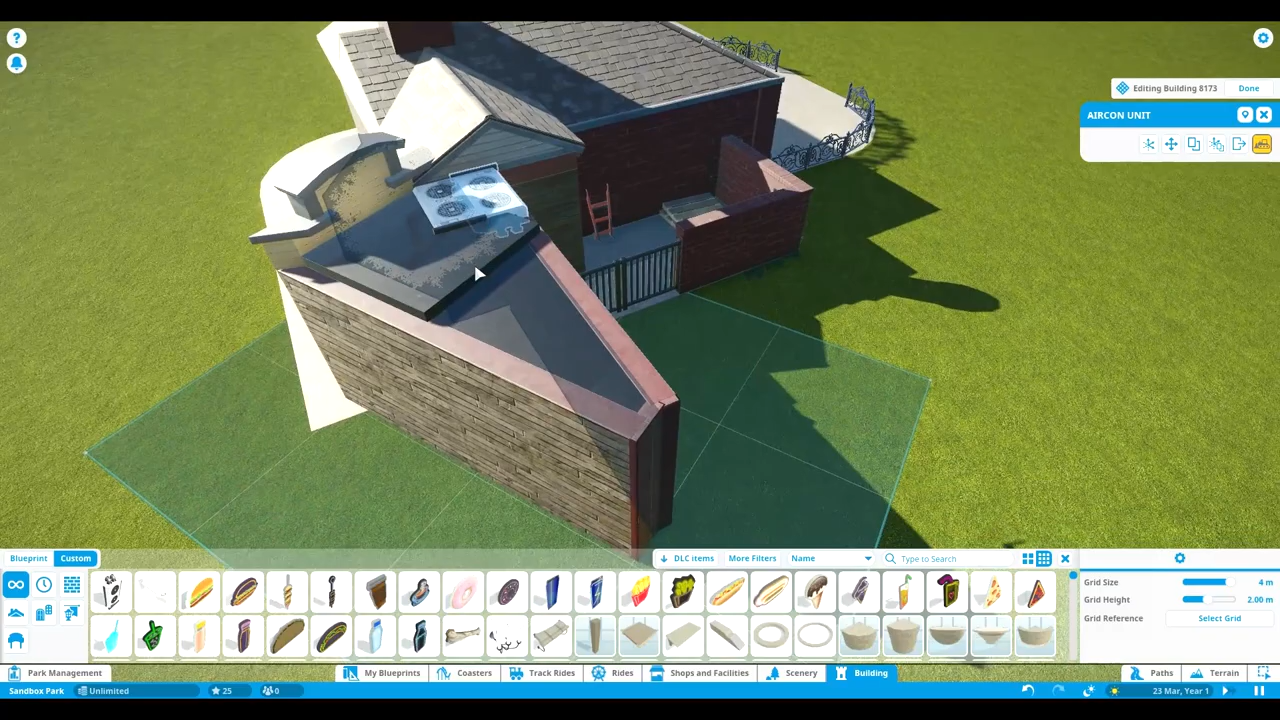 ?
Editing Building 8173 Done
AIRCON UNIT
Blueprint Custom
DLC items More Filters Name Type to Search
Grid Size 4 m
Grid Height 2.00 m
Grid Reference Select Grid
Park Management My Blueprints Coasters Track Rides Rides Shops and Facilities Scenery Building Paths Terrain
Sandbox Park Unlimited 25 0 23 Mar, Year 1